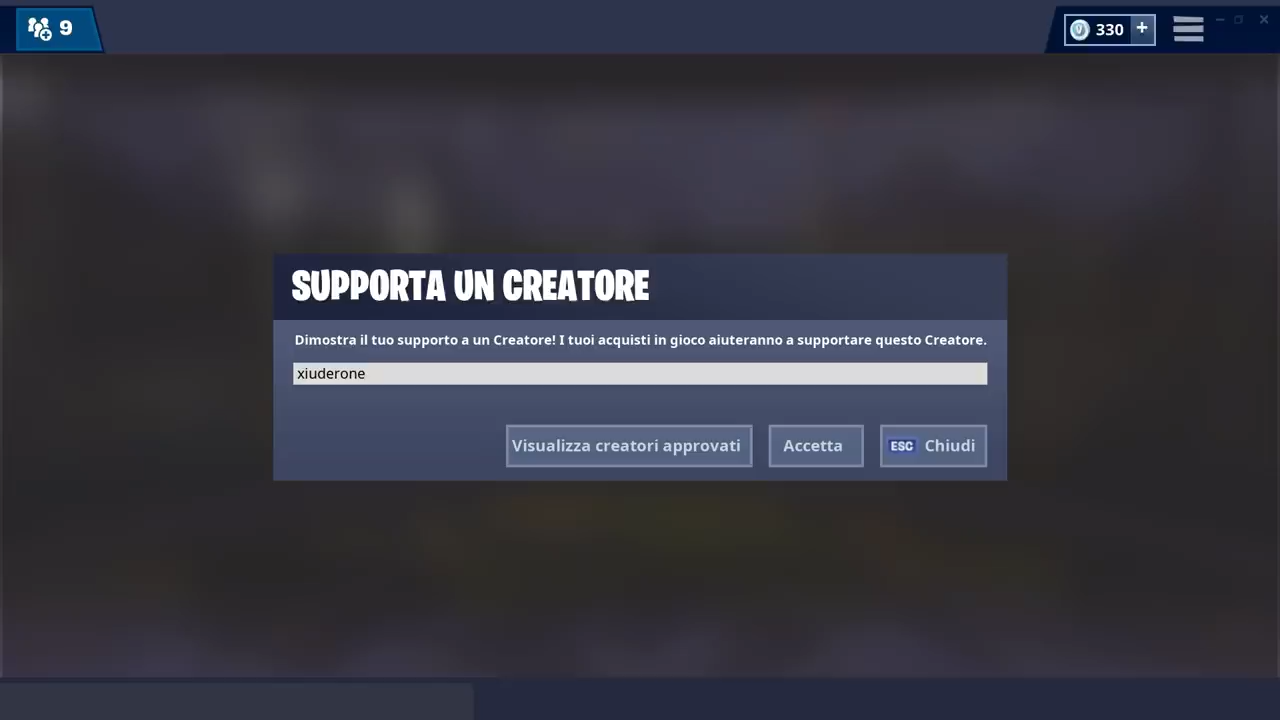 9
330 +
SUPPORTA UN CREATORE
Dimostra il tuo supporto a un Creatore! I tuoi acquisti in gioco aiuteranno a supportare questo Creatore.
xiuderone
Visualizza creatori approvati Accetta ESC Chiudi